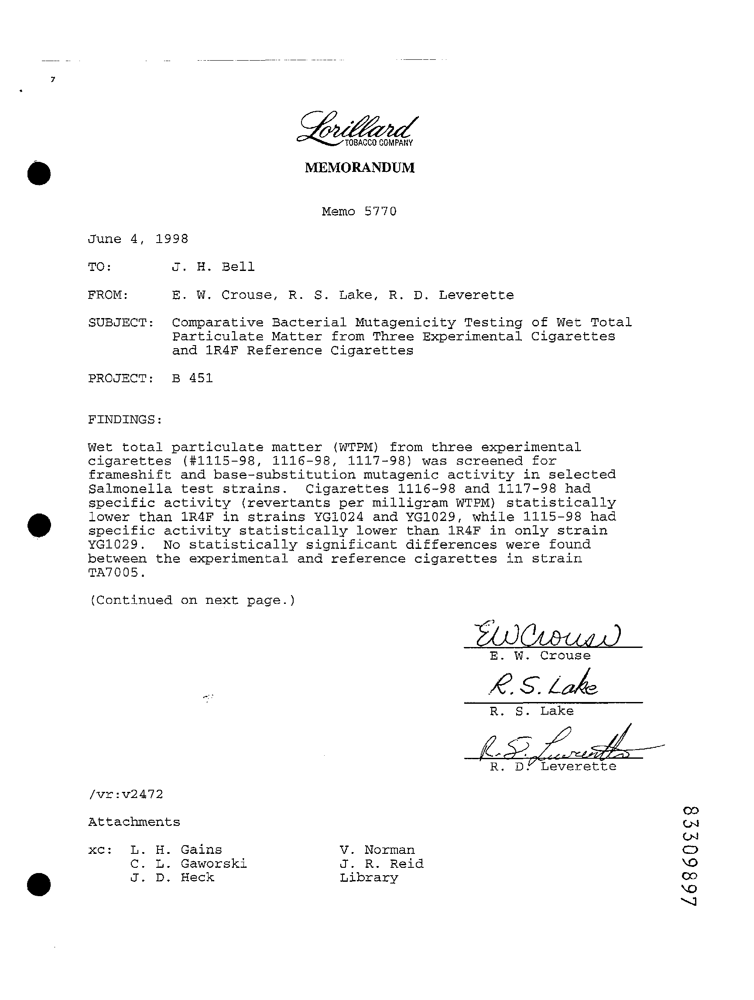 7
Lorillard
TOBACCO COMPANY
MEMORANDUM
Memo 5770
June 4, 1998
TO: J. H. Bell
FROM: E. W. Crouse, R. S. Lake, R. D. Leverette
SUBJECT: Comparative Bacterial Mutagenicity Testing of Wet Total
Particulate Matter from Three Experimental Cigarettes
and 1R4F Reference Cigarettes
PROJECT: B 451
FINDINGS:
Wet total particulate matter (WTPM) from three experimental
cigarettes (#1115-98, 1116-98, 1117-98) was screened for
frameshift and base-substitution mutagenic activity in selected
Salmonella test strains. Cigarettes 1116-98 and 1117-98 had
specific activity (revertants per milligram WTPM) statistically
lower than 1R4F in strains YG1024 and YG1029, while 1115-98 had
specific activity statistically lower than 1R4F in only strain
YG1029. No statistically significant differences were found
between the experimental and reference cigarettes in strain
TA7005.
(Continued on next page.)
EW Crouse
E. W. Crouse
R. S. Lake
R. S. Lake
R. D. Leverette
/vr:v2472
Attachments
xc: L. H. Gains V. Norman
C. L. Gaworski J. R. Reid
J. D. Heck Library
83309897